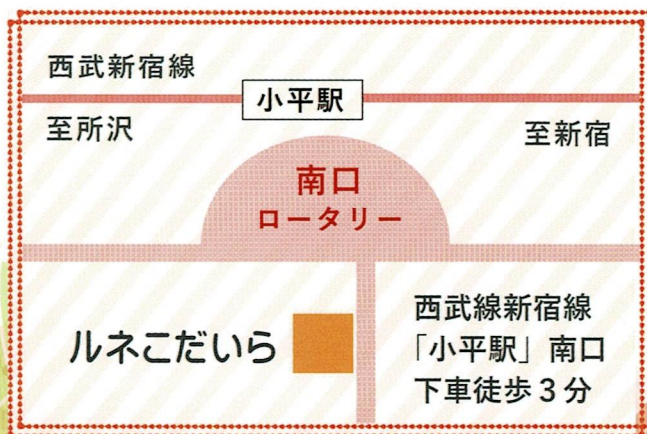 西武新宿線
小平駅
至所沢
至新宿
南口
ロータリー
ルネこだいら
西武線新宿線
「小平駅」南口
下車徒歩3分